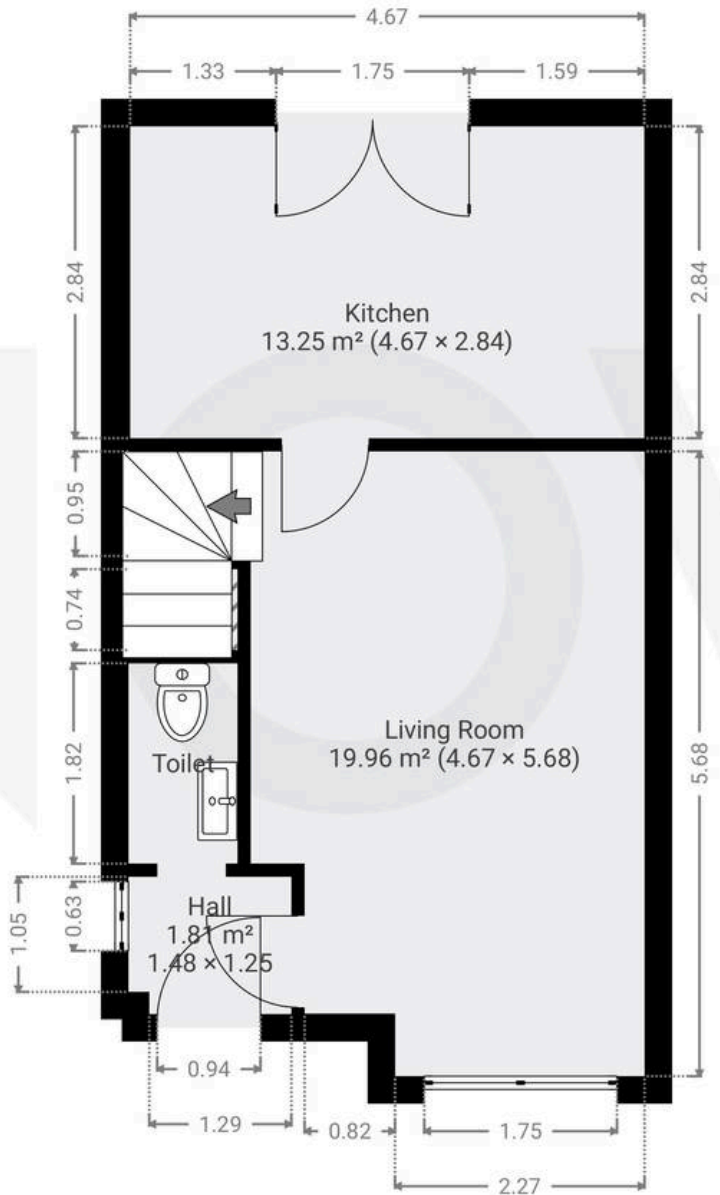 4.67
1.33
1.75
1.59
2.84
2.84
Kitchen
13.25 m² (4.67 × 2.84)
0.95
0.74
Living Room
19.96 m² (4.67 × 5.68)
5.68
1.82
Toilet
Hall
1.81 m²
1.48 × 1.25
1.05
0.63
0.94
1.29
0.82
1.75
2.27